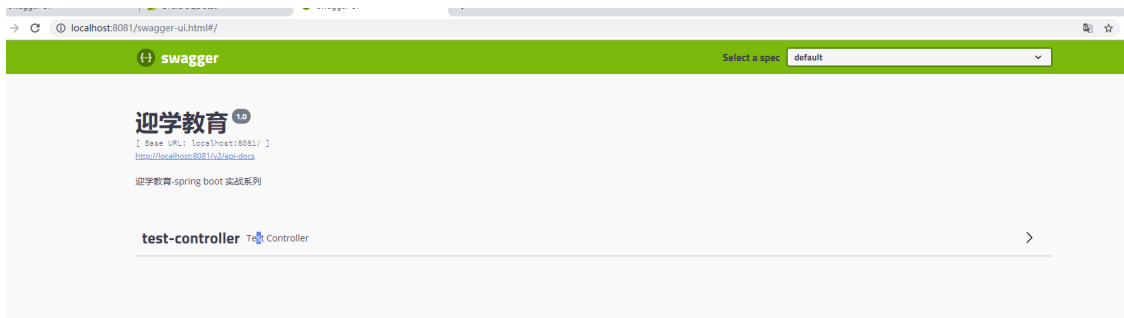 localhost:8081/swagger-ui.html#/
swagger
Select a spec
default
迎学教育 1.0
[ Base URL: localhost:8081/ ]
http://localhost:8081/v2/api-docs
迎学教育-spring boot 实战系列
test-controller Test Controller